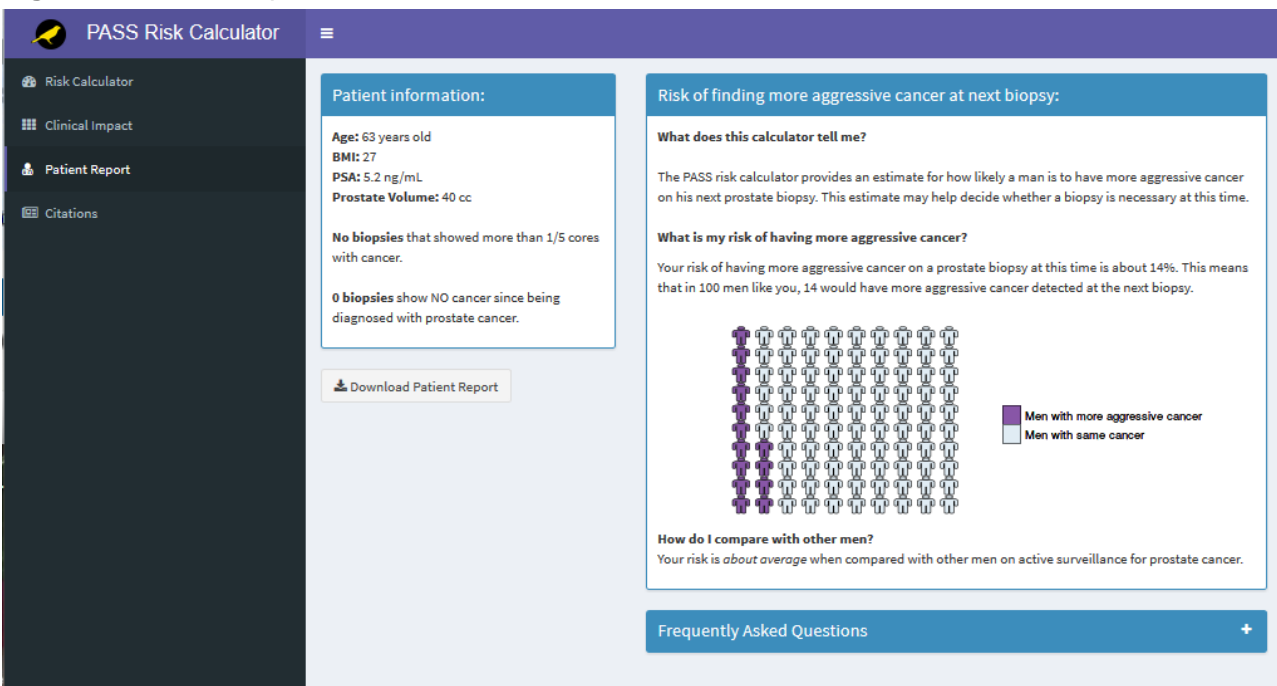 PASS Risk Calculator
Risk Calculator
Clinical Impact
Patient Report
Citations
Patient information:
Age: 63 years old
BMI: 27
PSA: 5.2 ng/mL
Prostate Volume: 40 cc
No biopsies that showed more than 1/5 cores
with cancer.
0 biopsies show NO cancer since being
diagnosed with prostate cancer.
Download Patient Report
Risk of finding more aggressive cancer at next biopsy:
What does this calculator tell me?
The PASS risk calculator provides an estimate for how likely a man is to have more aggressive cancer
on his next prostate biopsy. This estimate may help decide whether a biopsy is necessary at this time.
What is my risk of having more aggressive cancer?
Your risk of having more aggressive cancer on a prostate biopsy at this time is about 14%. This means
that in 100 men like you, 14 would have more aggressive cancer detected at the next biopsy.
Men with more aggressive cancer
Men with same cancer
How do I compare with other men?
Your risk is about average when compared with other men on active surveillance for prostate cancer.
Frequently Asked Questions